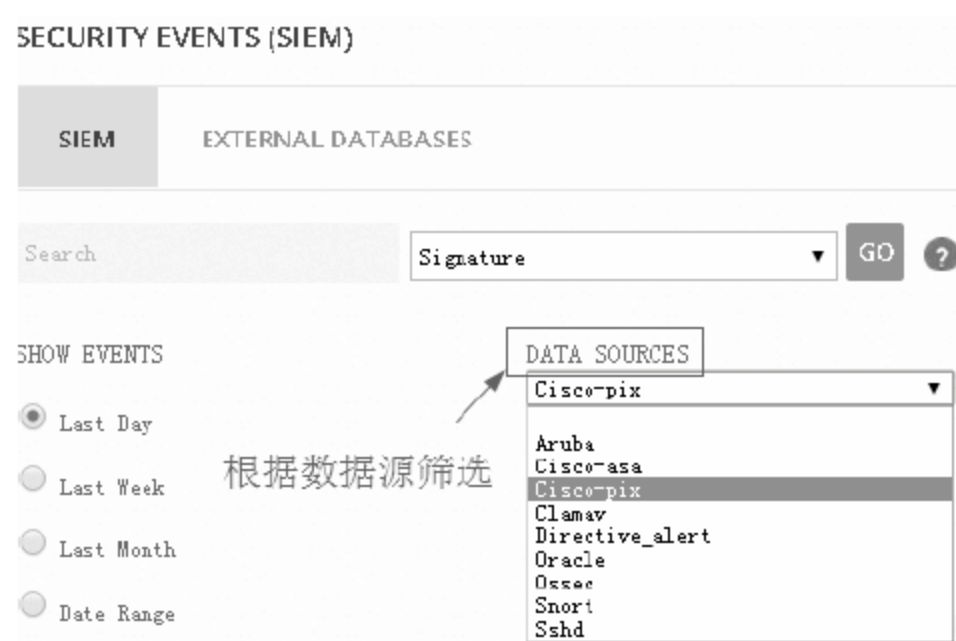 SECURITY EVENTS (SIEM)
SIEM EXTERNAL DATABASES
Search Signature GO ?
SHOW EVENTS DATA SOURCES
Cisco-pix
Last Day
Aruba
Cisco-asa
根据数据源筛选
Last Week
Cisco-pix
Clamav
Directive_alert
Last Month
Oracle
Ossec
Snort
Date Range
Sshd